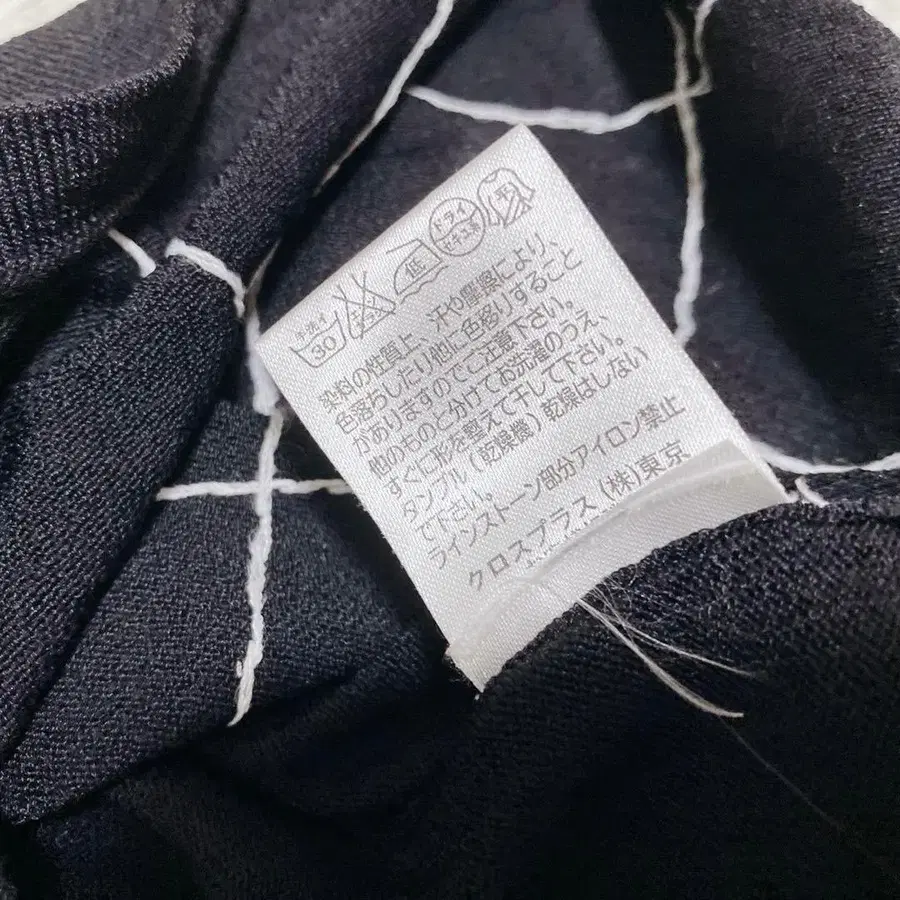 手洗イ 30 低 ドライ セキユ系 平
染料の性質上、汗や摩擦により、
色落ちしたり他に色移りすること
がありますのでご注意下さい。
他のものと分けてお洗濯のうえ、
すぐに形を整えて干して下さい。
タンブル(乾燥機)乾燥はしない
で下さい。
ラインストーン部分アイロン禁止
クロスプラス(株)東京